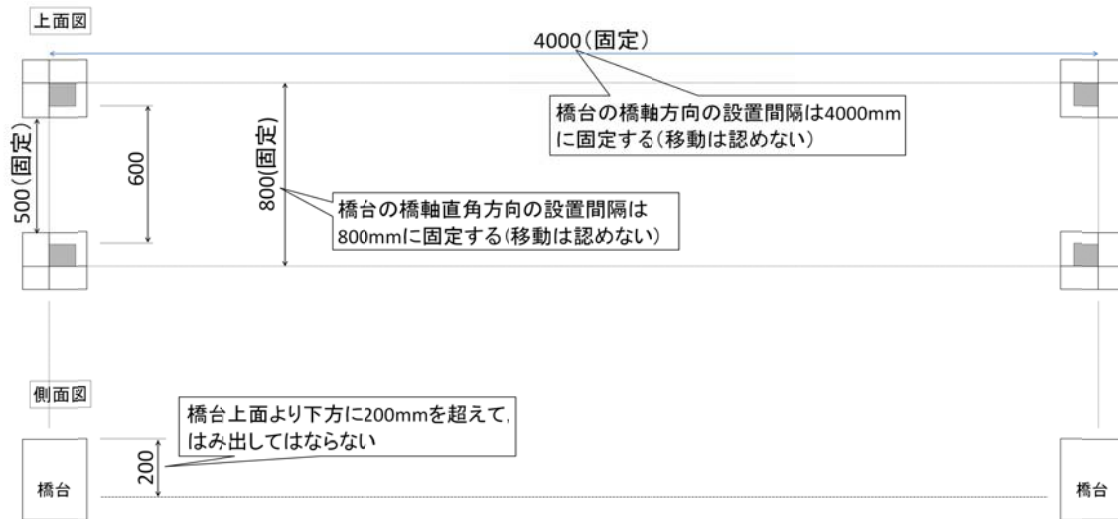 上面図
4000(固定)
橋台の橋軸方向の設置間隔は4000mm
に固定する(移動は認めない)
500(固定)
600
800(固定)
橋台の橋軸直角方向の設置間隔は
800mmに固定する(移動は認めない)
側面図
橋台上面より下方に200mmを超えて,
はみ出してはならない
200
橋台
橋台